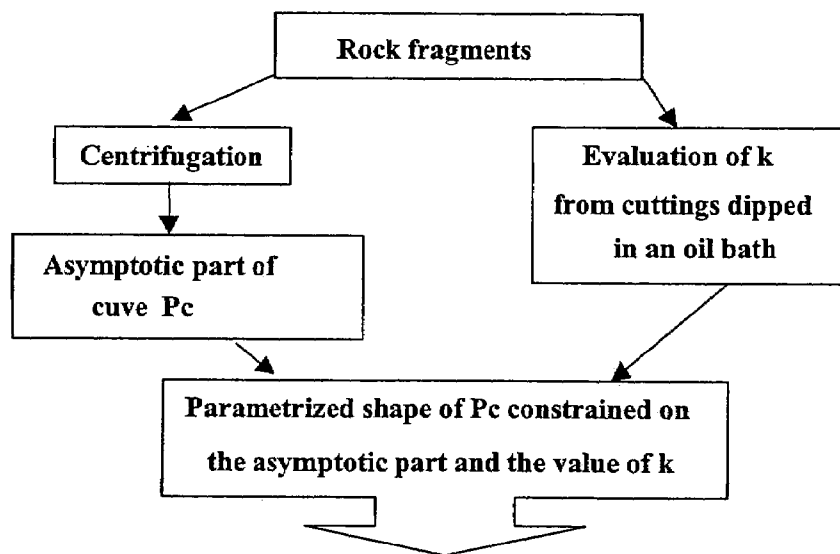 Rock fragments
Centrifugation
Evaluation of k
from cuttings dipped
in an oil bath
Asymptotic part of
cuve Pc
Parametrized shape of Pc constrained on
the asymptotic part and the value of k